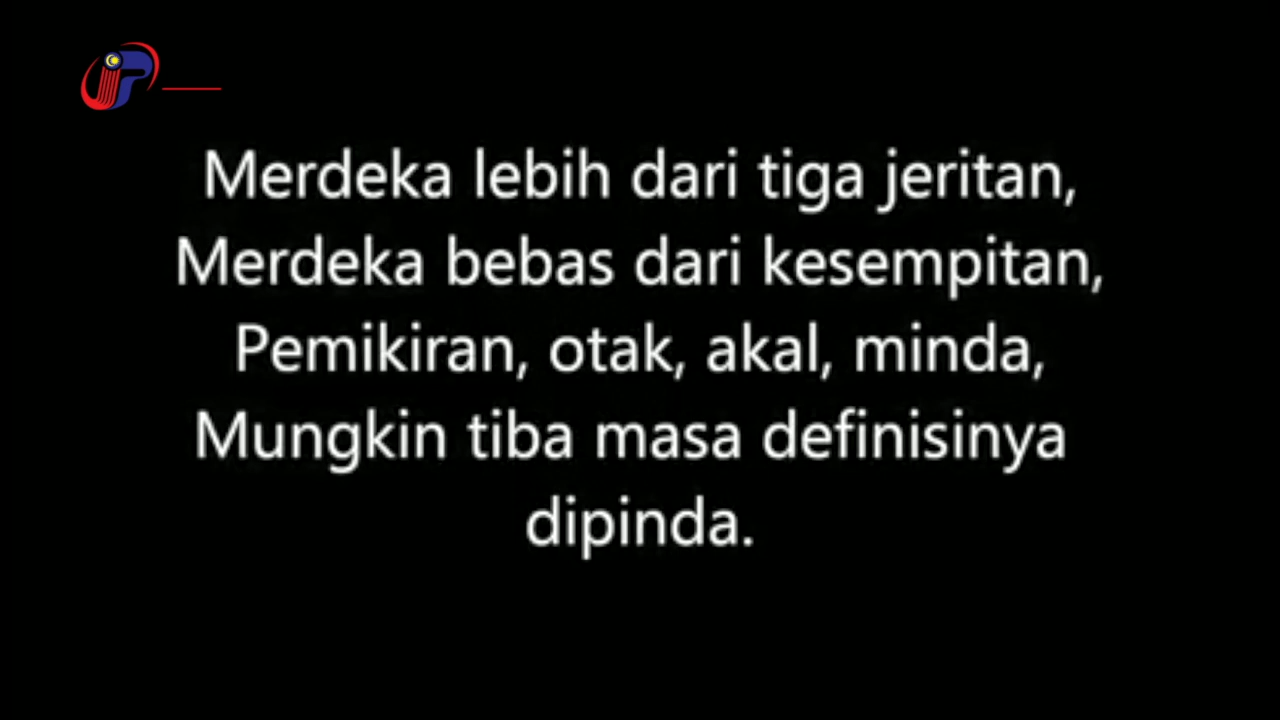 Merdeka lebih dari tiga jeritan,
Merdeka bebas dari kesempitan,
Pemikiran, otak, akal, minda,
Mungkin tiba masa definisinya
dipinda.